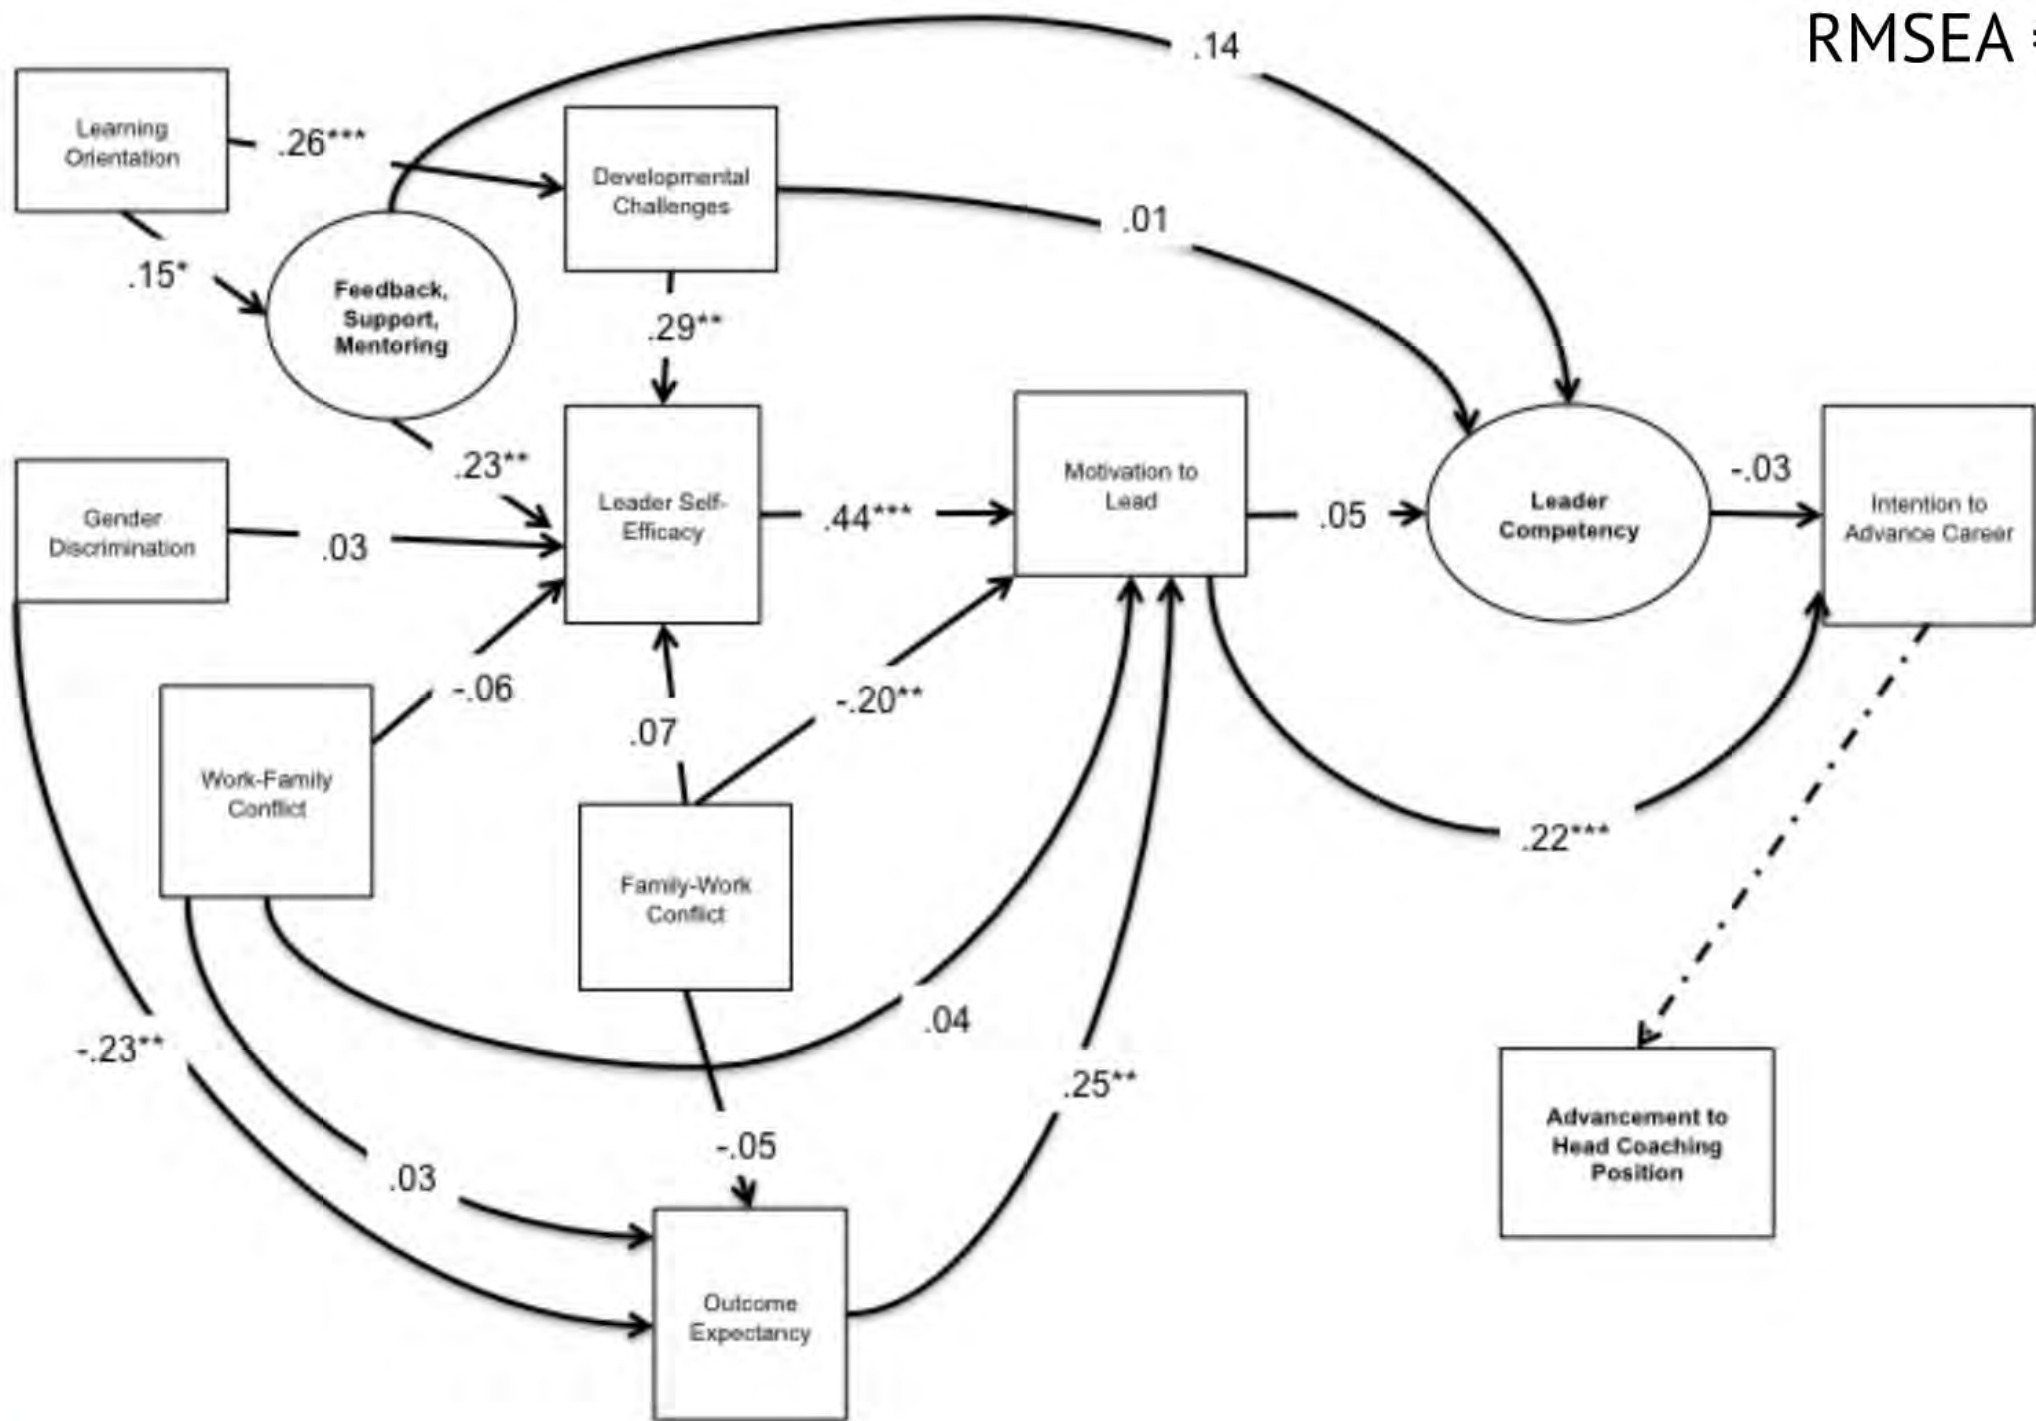 RMSEA =
.14
Learning
Orientation
.26***
Developmental
Challenges
.01
.15*
Feedback,
Support,
Mentoring
.29**
.23**
Gender
Discrimination
.03
Leader Self-
Efficacy
.44***
Motivation to
Lead
.05
Leader
Competency
-.03
Intention to
Advance Career
-.06
.07
-.20**
Work-Family
Conflict
.22***
Family-Work
Conflict
.04
-.23**
.25**
-.05
.03
Advancement to
Head Coaching
Position
Outcome
Expectancy